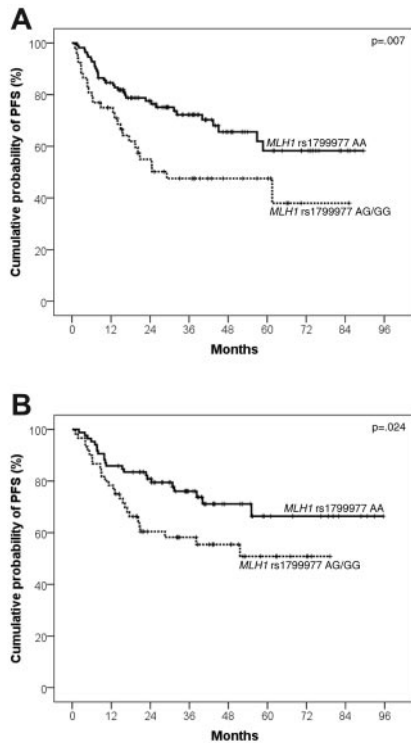 A
Cumulative probability of PFS (%)
100
80
60
40
20
0
p=.007
MLH1 rs1799977 AA
MLH1 rs1799977 AG/GG
0 12 24 36 48 60 72 84 96
Months
B
Cumulative probability of PFS (%)
100
80
60
40
20
0
p=.024
MLH1 rs1799977 AA
MLH1 rs1799977 AG/GG
0 12 24 36 48 60 72 84 96
Months